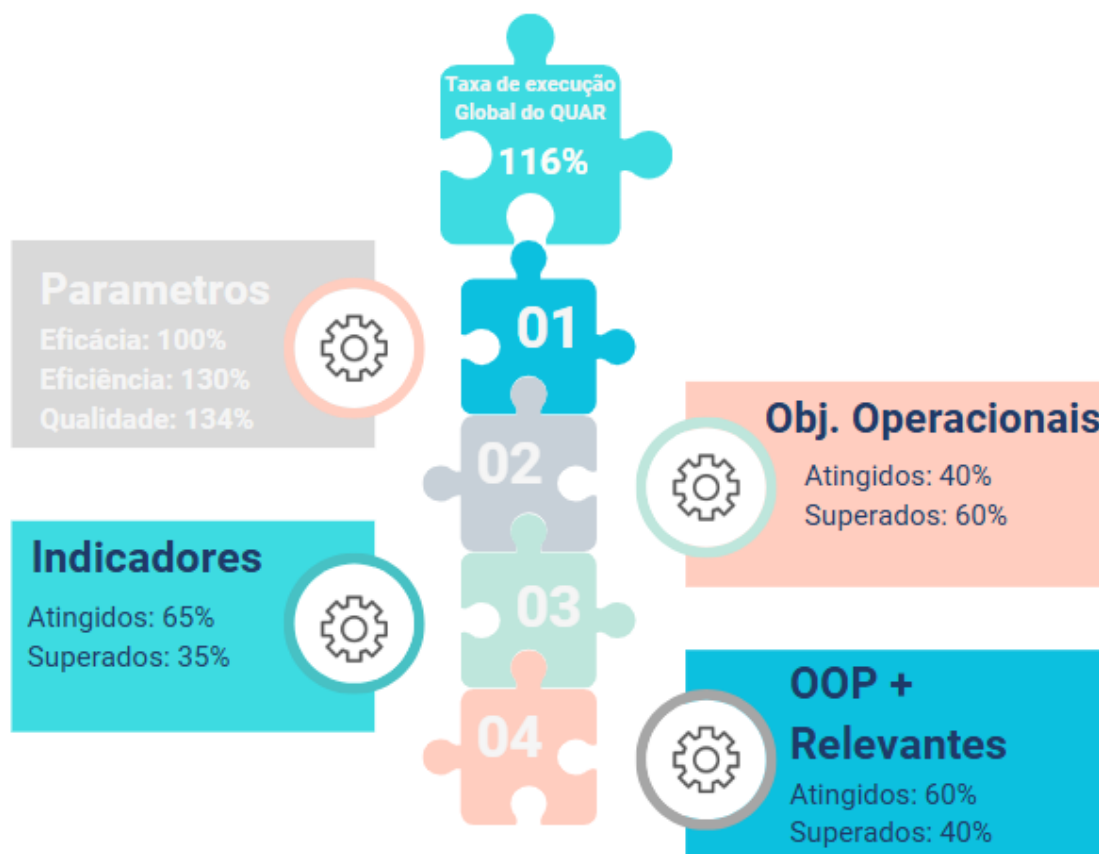 Taxa de execução
Global do QUAR
116%
01
Parametros
Eficácia: 100%
Eficiência: 130%
Qualidade: 134%
02
Obj. Operacionais
Atingidos: 40%
Superados: 60%
03
Indicadores
Atingidos: 65%
Superados: 35%
04
OOP +
Relevantes
Atingidos: 60%
Superados: 40%